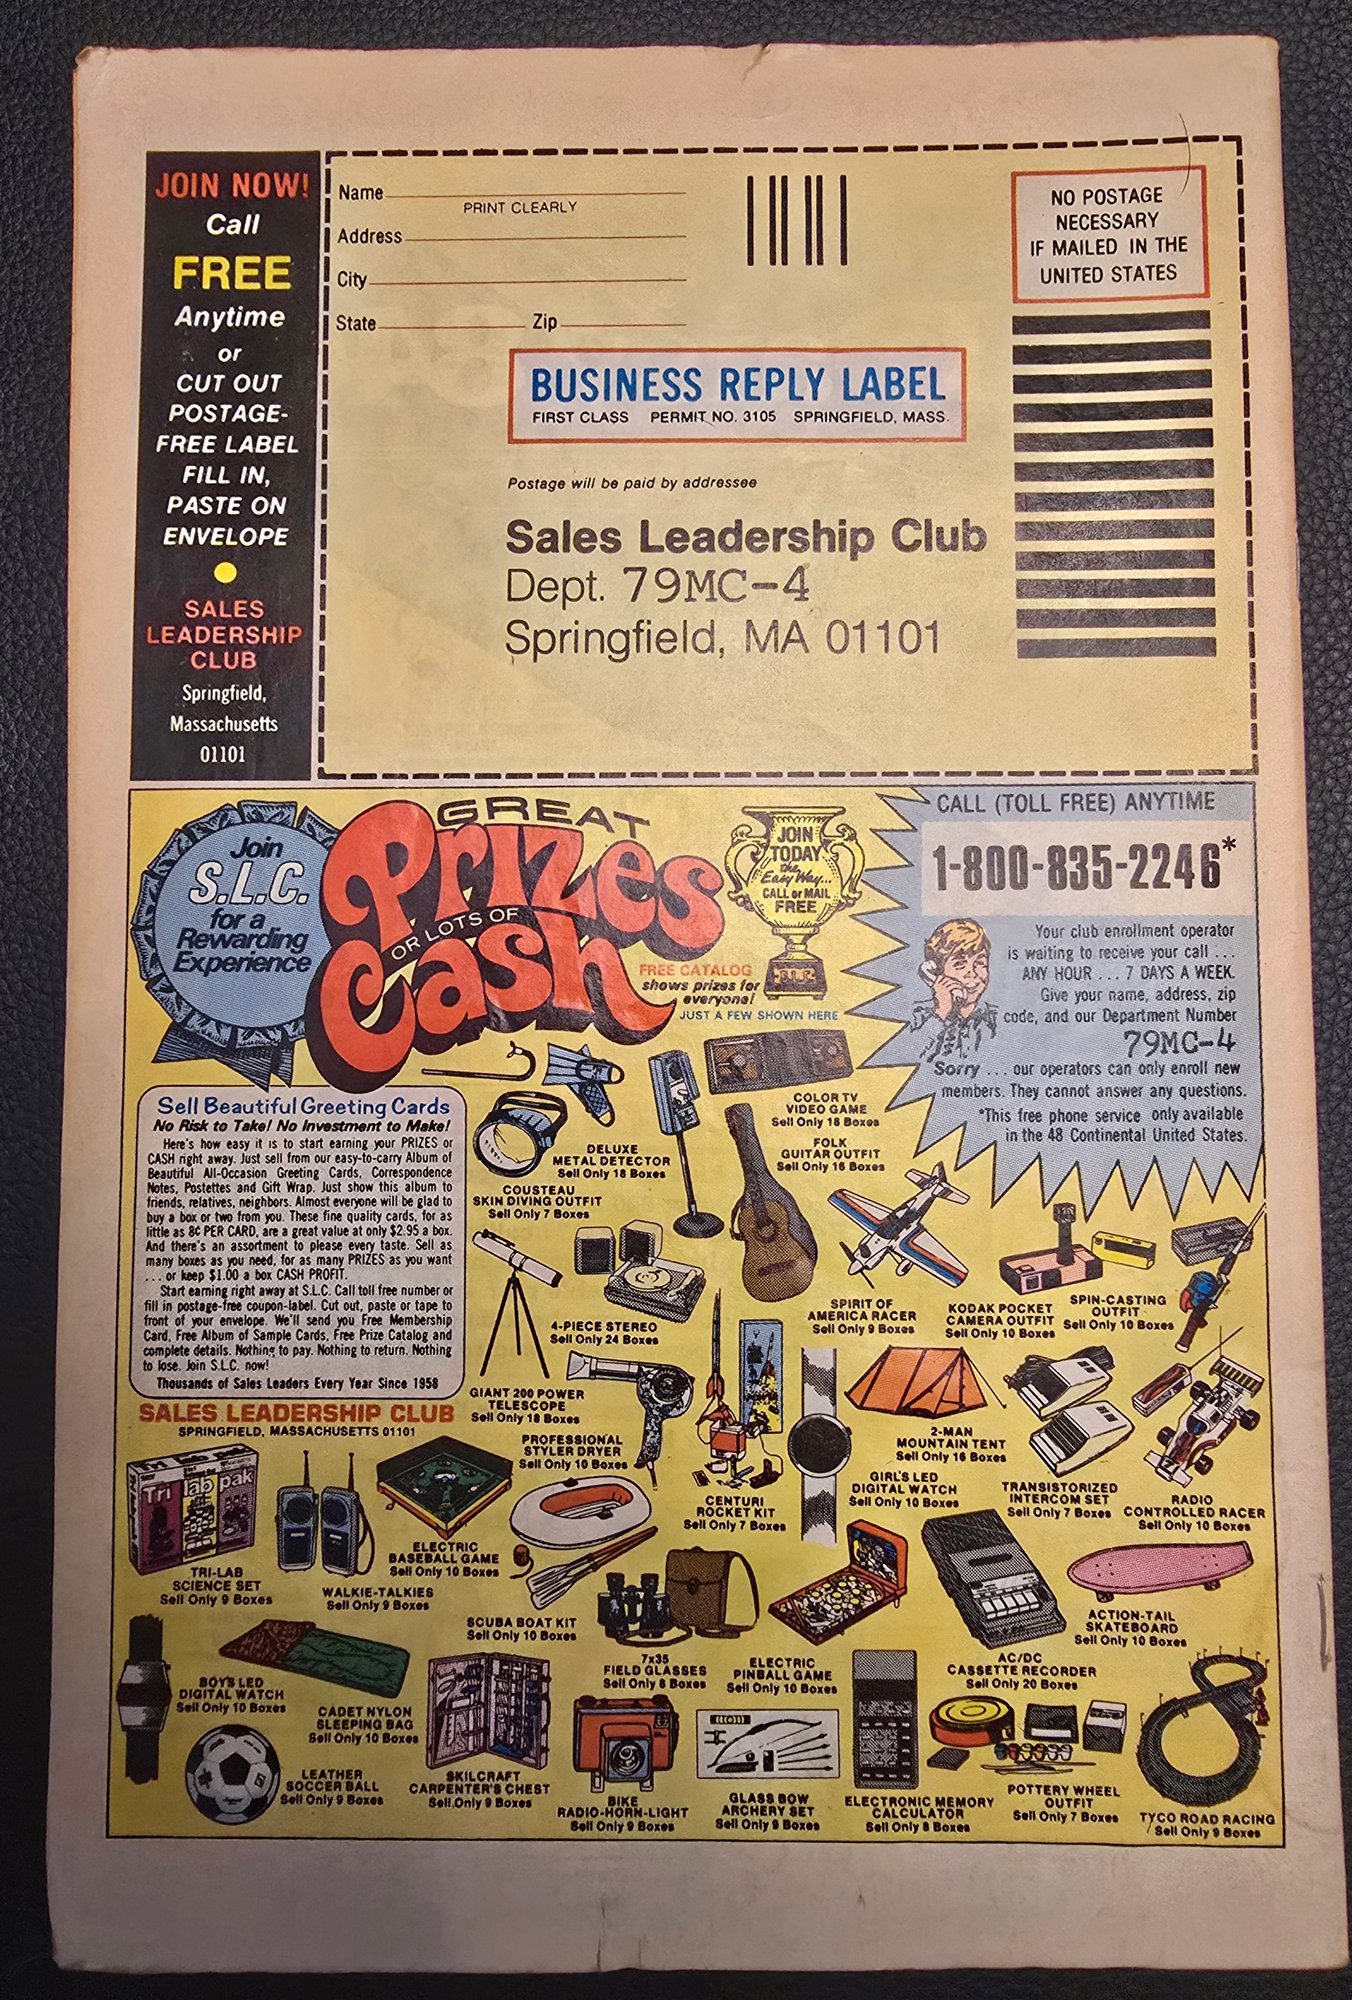 JOIN NOW!
Call
FREE
Anytime
or
CUT OUT
POSTAGE-
FREE LABEL
FILL IN,
PASTE ON
ENVELOPE
SALES
LEADERSHIP
CLUB
Springfield,
Massachusetts
01101
Name
PRINT CLEARLY
Address
City
State Zip
NO POSTAGE
NECESSARY
IF MAILED IN THE
UNITED STATES
BUSINESS REPLY LABEL
FIRST CLASS PERMIT NO. 3105 SPRINGFIELD, MASS.
Postage will be paid by addressee
Sales Leadership Club
Dept. 79MC-4
Springfield, MA 01101
Join
S.L.C.
for a
Rewarding
Experience
GREAT
Prizes
OR LOTS OF
Cash
JOIN
TODAY
the
Easy Way...
CALL or MAIL
FREE
S.L.C.
FREE CATALOG
shows prizes for
everyone!
JUST A FEW SHOWN HERE
CALL (TOLL FREE) ANYTIME
1-800-835-2246*
Your club enrollment operator
is waiting to receive your call ...
ANY HOUR ... 7 DAYS A WEEK.
Give your name, address, zip
code, and our Department Number
79MC-4
Sorry ... our operators can only enroll new
members. They cannot answer any questions.
*This free phone service only available
in the 48 Continental United States.
Sell Beautiful Greeting Cards
No Risk to Take! No Investment to Make!
Here's how easy it is to start earning your PRIZES or
CASH right away. Just sell from our easy-to-carry Album of
Beautiful All-Occasion Greeting Cards, Correspondence
Notes, Postettes and Gift Wrap. Just show this album to
friends, relatives, neighbors. Almost everyone will be glad to
buy a box or two from you. These fine quality cards, for as
little as 8¢ PER CARD, are a great value at only $2.95 a box.
And there's an assortment to please every taste. Sell as
many boxes as you need, for as many PRIZES as you want
... or keep $1.00 a box CASH PROFIT.
Start earning right away at S.L.C. Call toll free number or
fill in postage-free coupon-label. Cut out, paste or tape to
front of your envelope. We'll send you Free Membership
Card, Free Album of Sample Cards, Free Prize Catalog and
complete details. Nothing to pay. Nothing to return. Nothing
to lose. Join S.L.C. now!
Thousands of Sales Leaders Every Year Since 1958
SALES LEADERSHIP CLUB
SPRINGFIELD, MASSACHUSETTS 01101
COLOR TV
VIDEO GAME
Sell Only 18 Boxes
DELUXE
METAL DETECTOR
Sell Only 18 Boxes
FOLK
GUITAR OUTFIT
Sell Only 16 Boxes
COUSTEAU
SKIN DIVING OUTFIT
Sell Only 7 Boxes
4-PIECE STEREO
Sell Only 24 Boxes
SPIRIT OF
AMERICA RACER
Sell Only 9 Boxes
KODAK POCKET
CAMERA OUTFIT
Sell Only 10 Boxes
SPIN-CASTING
OUTFIT
Sell Only 10 Boxes
GIANT 200 POWER
TELESCOPE
Sell Only 18 Boxes
PROFESSIONAL
STYLER DRYER
Sell Only 10 Boxes
CENTURI
ROCKET KIT
Sell Only 7 Boxes
2-MAN
MOUNTAIN TENT
Sell Only 16 Boxes
GIRL'S LED
DIGITAL WATCH
Sell Only 10 Boxes
TRANSISTORIZED
INTERCOM SET
Sell Only 7 Boxes
RADIO
CONTROLLED RACER
Sell Only 10 Boxes
Tri lab pak
TRI-LAB
SCIENCE SET
Sell Only 9 Boxes
WALKIE-TALKIES
Sell Only 9 Boxes
ELECTRIC
BASEBALL GAME
Sell Only 10 Boxes
SCUBA BOAT KIT
Sell Only 10 Boxes
7x35
FIELD GLASSES
Sell Only 8 Boxes
ELECTRIC
PINBALL GAME
Sell Only 10 Boxes
AC/DC
CASSETTE RECORDER
Sell Only 20 Boxes
ACTION-TAIL
SKATEBOARD
Sell Only 10 Boxes
BOY'S LED
DIGITAL WATCH
Sell Only 10 Boxes
CADET NYLON
SLEEPING BAG
Sell Only 10 Boxes
LEATHER
SOCCER BALL
Sell Only 9 Boxes
SKILCRAFT
CARPENTER'S CHEST
Sell Only 9 Boxes
BIKE
RADIO-HORN-LIGHT
Sell Only 9 Boxes
GLASS BOW
ARCHERY SET
Sell Only 9 Boxes
ELECTRONIC MEMORY
CALCULATOR
Sell Only 8 Boxes
POTTERY WHEEL
OUTFIT
Sell Only 7 Boxes
TYCO ROAD RACING
Sell Only 9 Boxes